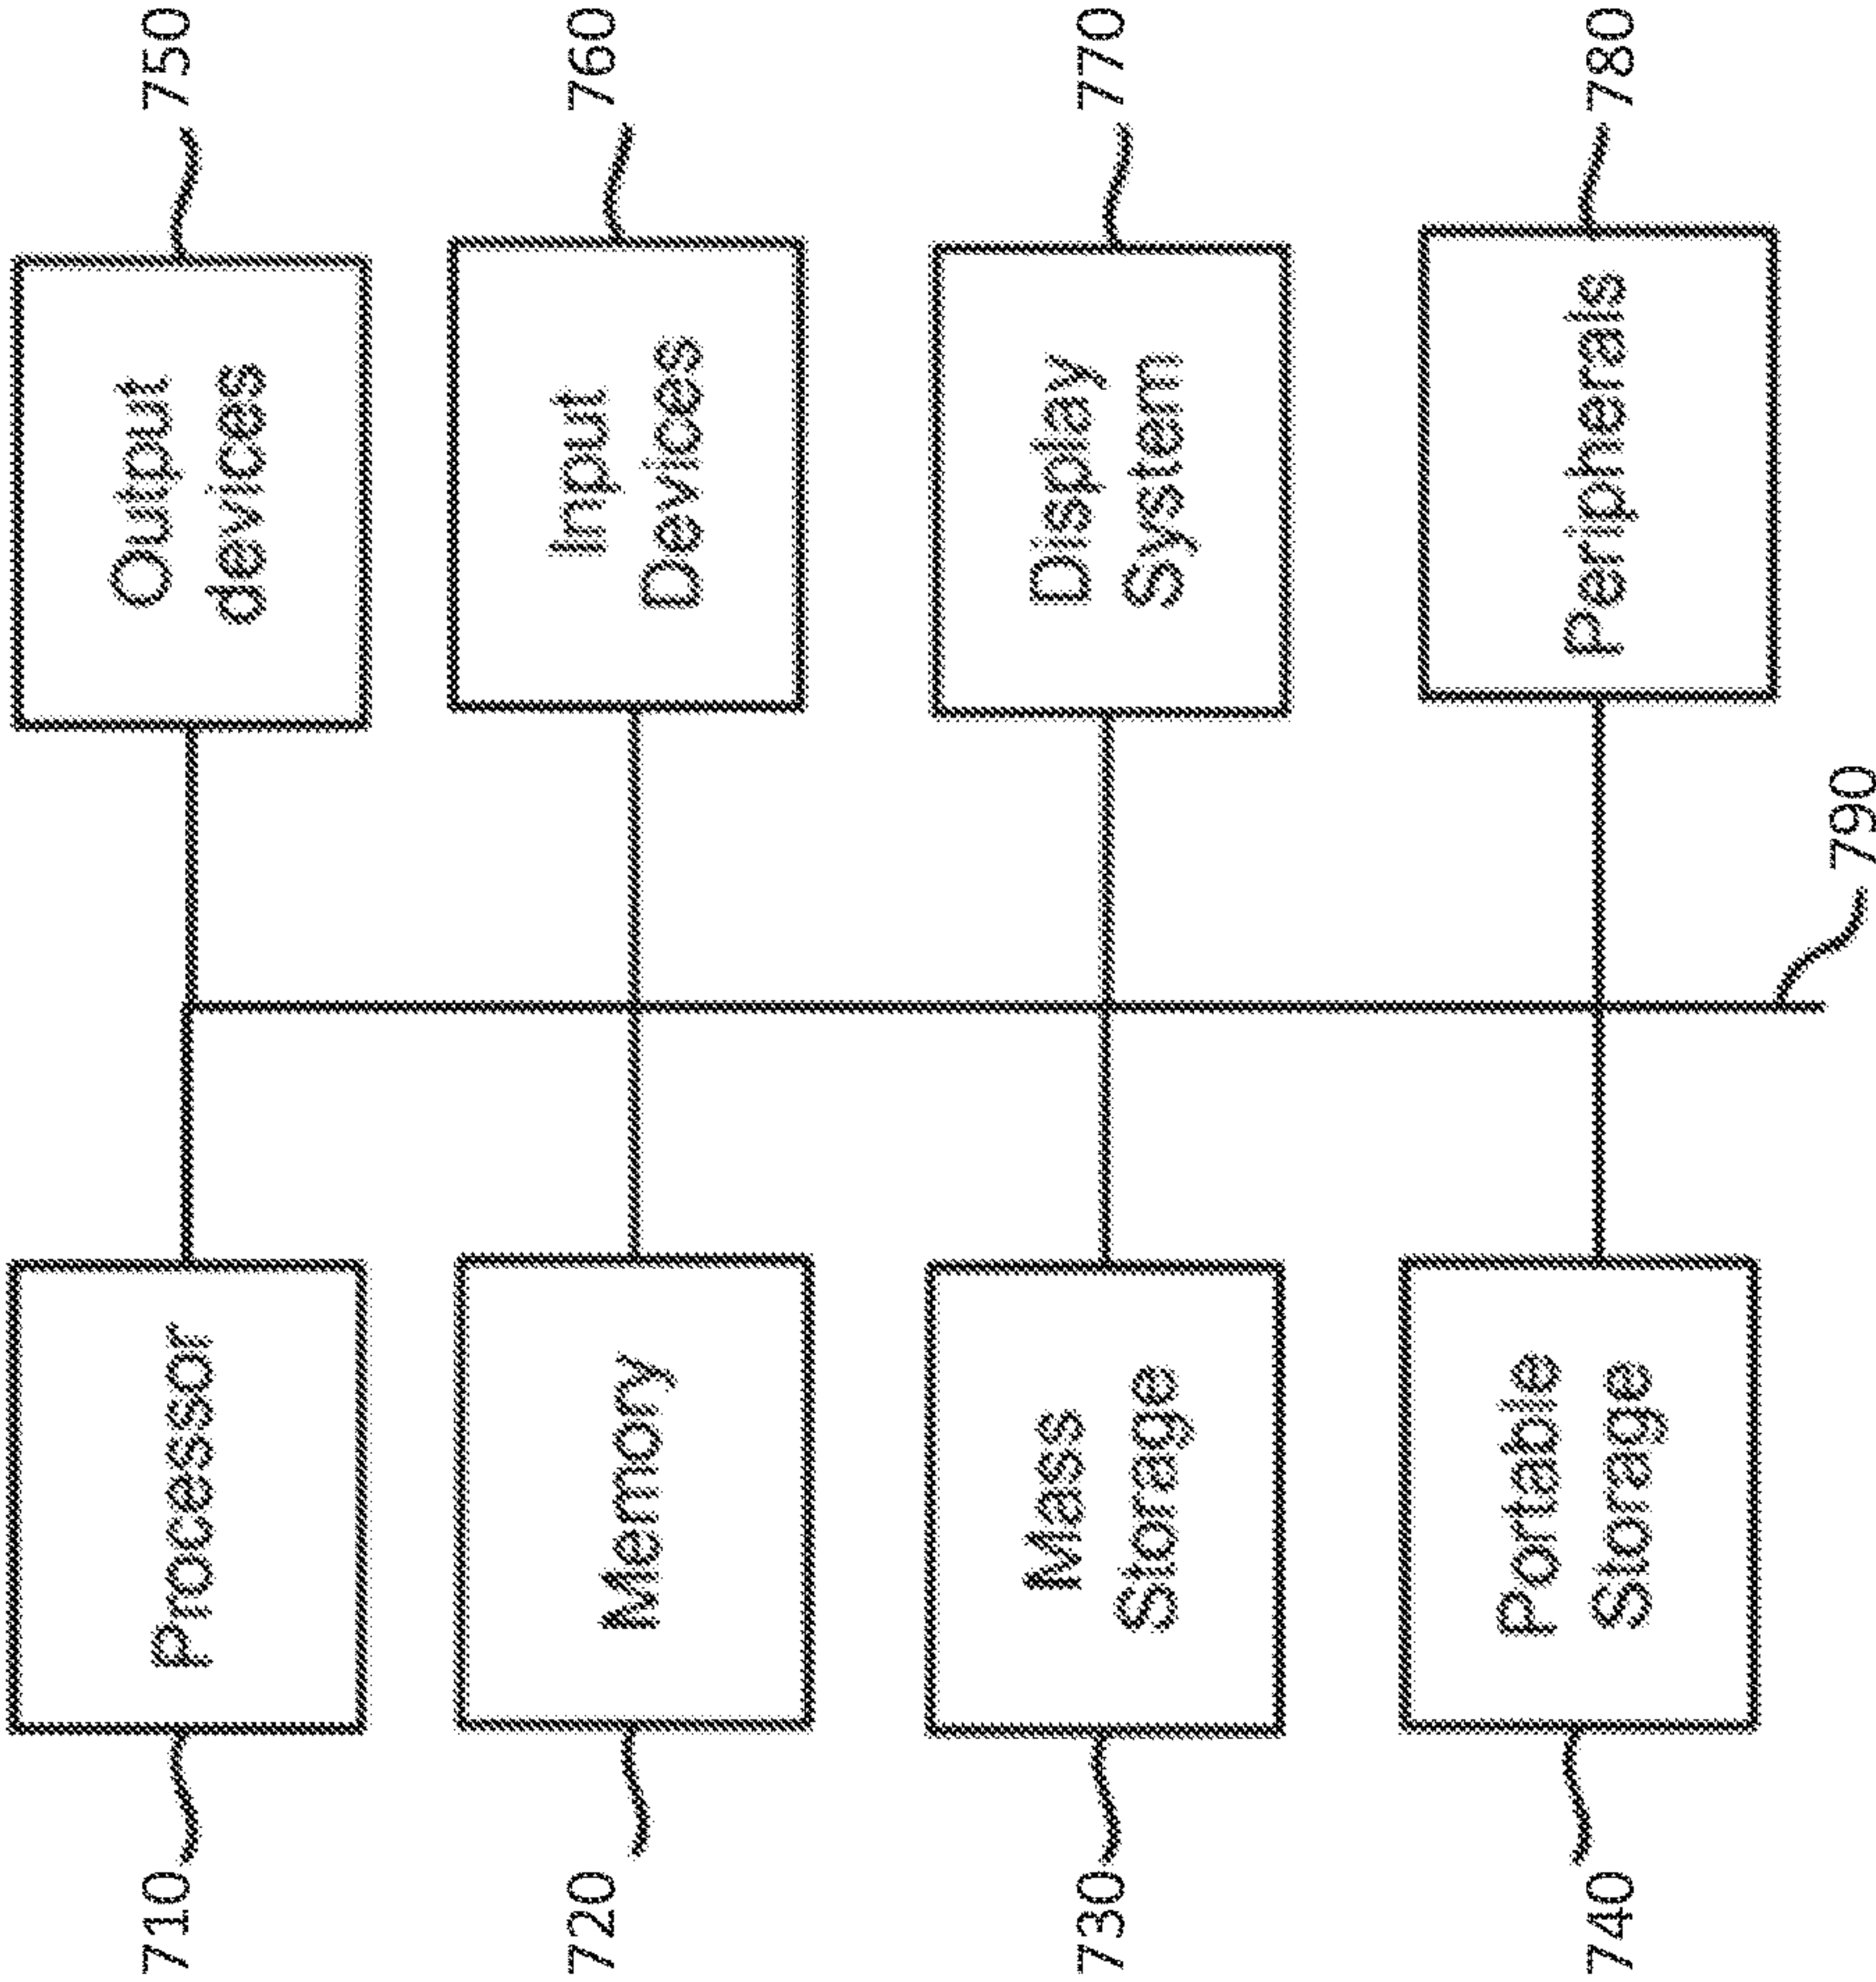 710
Processor
Output
devices
750
720
Memory
Input
Devices
760
730
Mass
Storage
Display
System
770
740
Portable
Storage
Peripherals
780
790